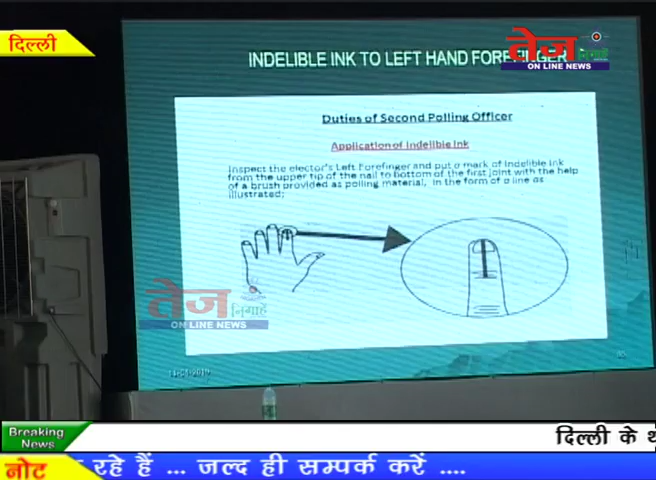 दिल्ली
INDELIBLE INK TO LEFT HAND FOREFINGER
तेज निगाहें
ON LINE NEWS
Duties of Second Polling Officer
Application of Indelible Ink
Inspect the elector's Left Forefinger and put a mark of indelible ink
from the upper tip of the nail to bottom of the first joint with the help
of a brush provided as polling material, in the form of a line as
illustrated;
तेज निगाहें
ON LINE NEWS
Breaking
News
दिल्ली के
नोट
रहे हैं ... जल्द ही सम्पर्क करें ....